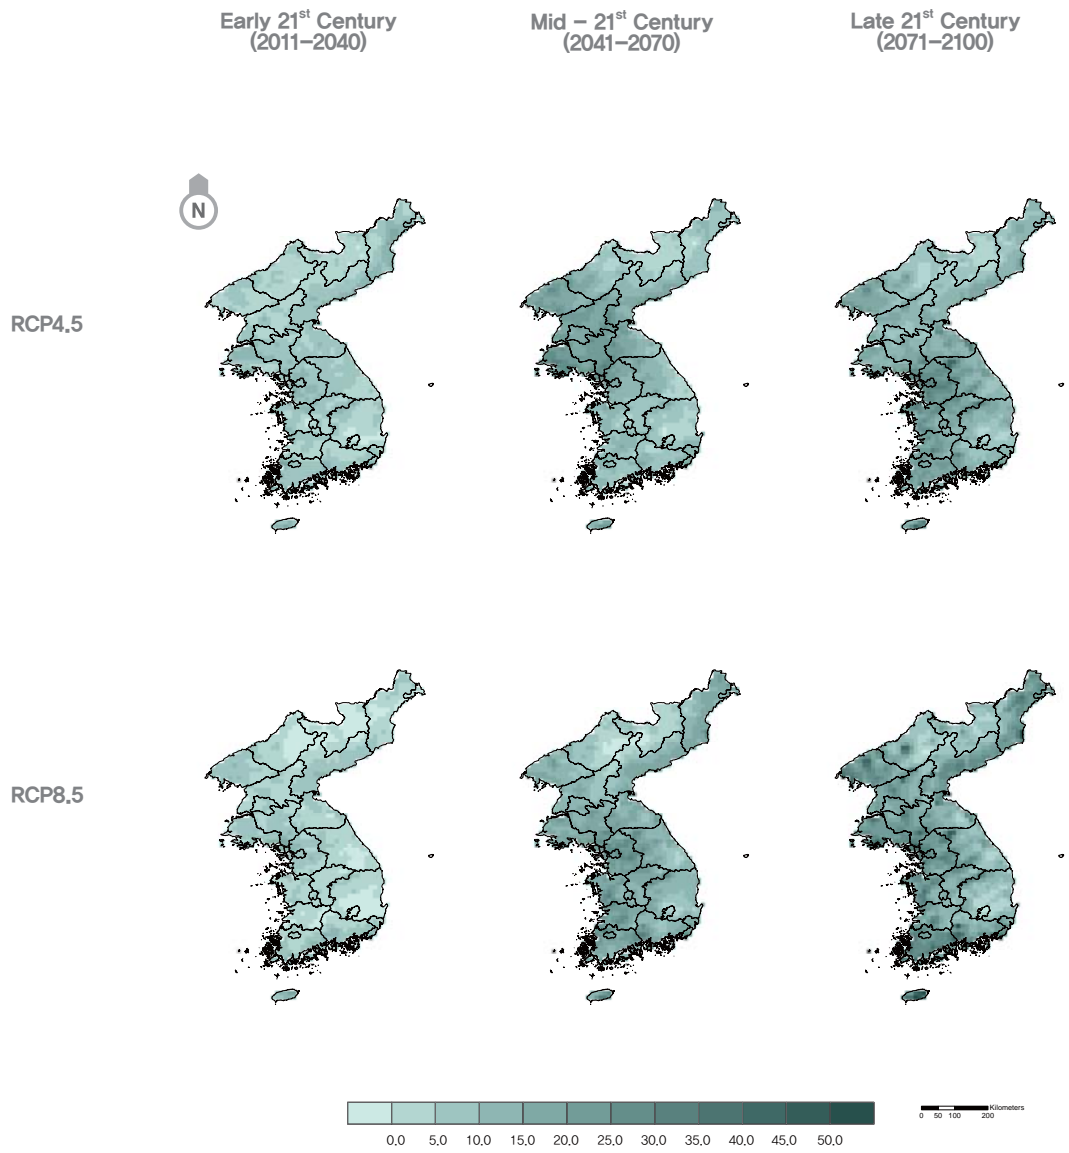 Early 21st Century
(2011-2040)
Mid - 21st Century
(2041-2070)
Late 21st Century
(2071-2100)
N
RCP4.5
RCP8.5
0.0 5.0 10.0 15.0 20.0 25.0 30.0 35.0 40.0 45.0 50.0
Kilometers
0 50 100 200